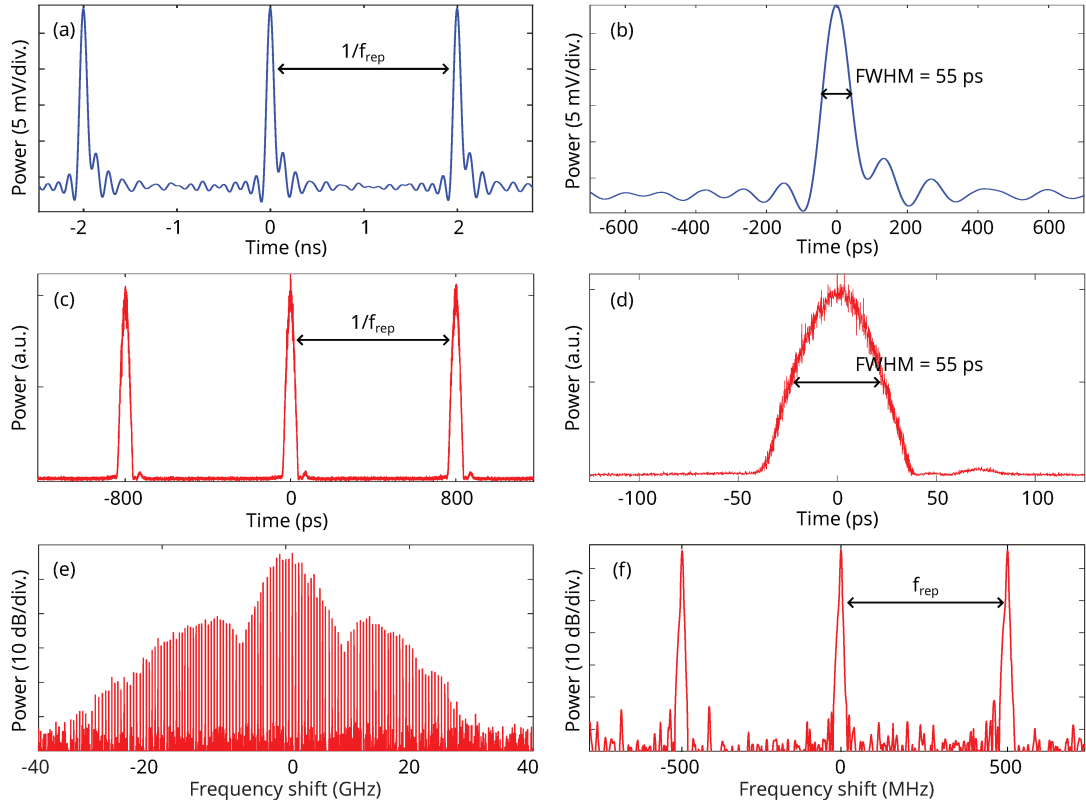 (a)
1/f_rep
Power (5 mV/div.)
-2
-1
0
1
2
Time (ns)
(b)
FWHM = 55 ps
Power (5 mV/div.)
-600
-400
-200
0
200
400
600
Time (ps)
(c)
1/f_rep
Power (a.u.)
-800
0
800
Time (ps)
(d)
FWHM = 55 ps
Power (a.u.)
-100
-50
0
50
100
Time (ps)
(e)
Power (10 dB/div.)
-40
-20
0
20
40
Frequency shift (GHz)
(f)
f_rep
Power (10 dB/div.)
-500
0
500
Frequency shift (MHz)